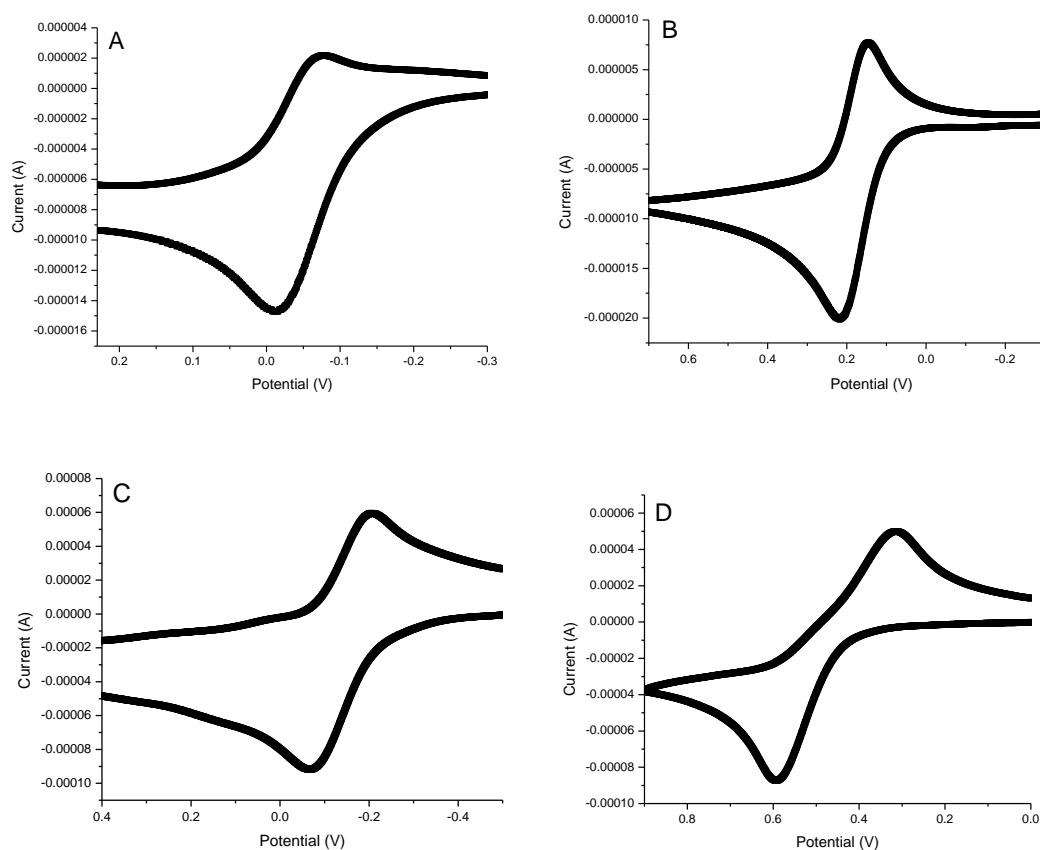 A
0.000004
0.000002
0.000000
-0.000002
-0.000004
-0.000006
-0.000008
-0.000010
-0.000012
-0.000014
-0.000016
Current (A)
0.2 0.1 0.0 -0.1 -0.2 -0.3
Potential (V)
B
0.000010
0.000005
0.000000
-0.000005
-0.000010
-0.000015
-0.000020
Current (A)
0.6 0.4 0.2 0.0 -0.2
Potential (V)
C
0.00008
0.00006
0.00004
0.00002
0.00000
-0.00002
-0.00004
-0.00006
-0.00008
-0.00010
Current (A)
0.4 0.2 0.0 -0.2 -0.4
Potential (V)
D
0.00006
0.00004
0.00002
0.00000
-0.00002
-0.00004
-0.00006
-0.00008
-0.00010
Current (A)
0.8 0.6 0.4 0.2 0.0
Potential (V)